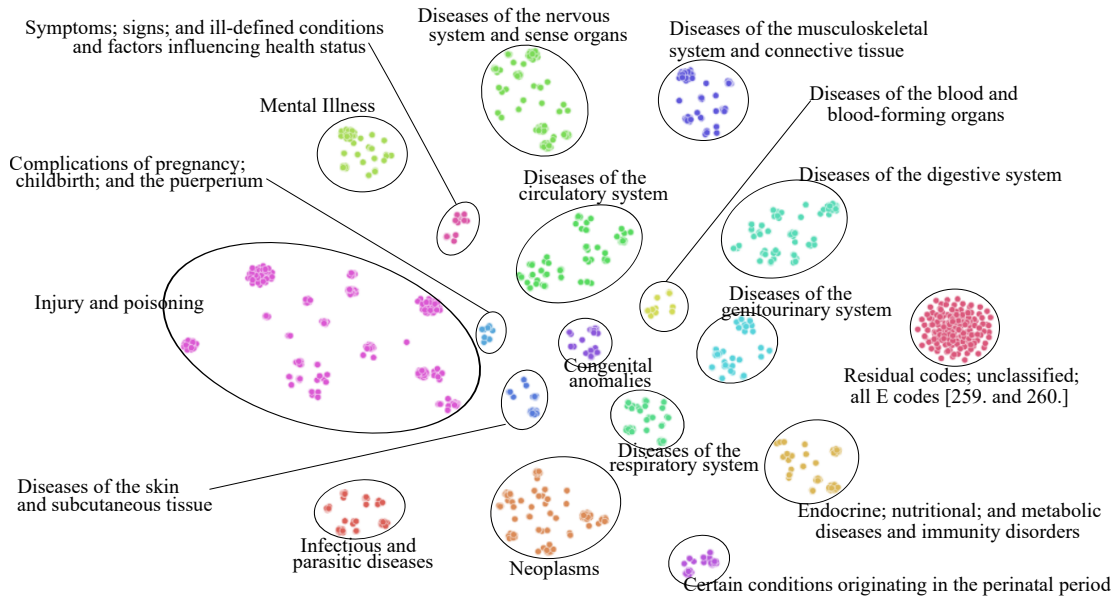 Diseases of the nervous
system and sense organs
Symptoms; signs; and ill-defined conditions
and factors influencing health status
Diseases of the musculoskeletal
system and connective tissue
Mental Illness
Diseases of the blood and
blood-forming organs
Complications of pregnancy;
childbirth; and the puerperium
Diseases of the
circulatory system
Diseases of the digestive system
Injury and poisoning
Diseases of the
genitourinary system
Congenital
anomalies
Residual codes; unclassified;
all E codes [259. and 260.]
Diseases of the
respiratory system
Diseases of the skin
and subcutaneous tissue
Endocrine; nutritional; and metabolic
diseases and immunity disorders
Infectious and
parasitic diseases
Neoplasms
Certain conditions originating in the perinatal period